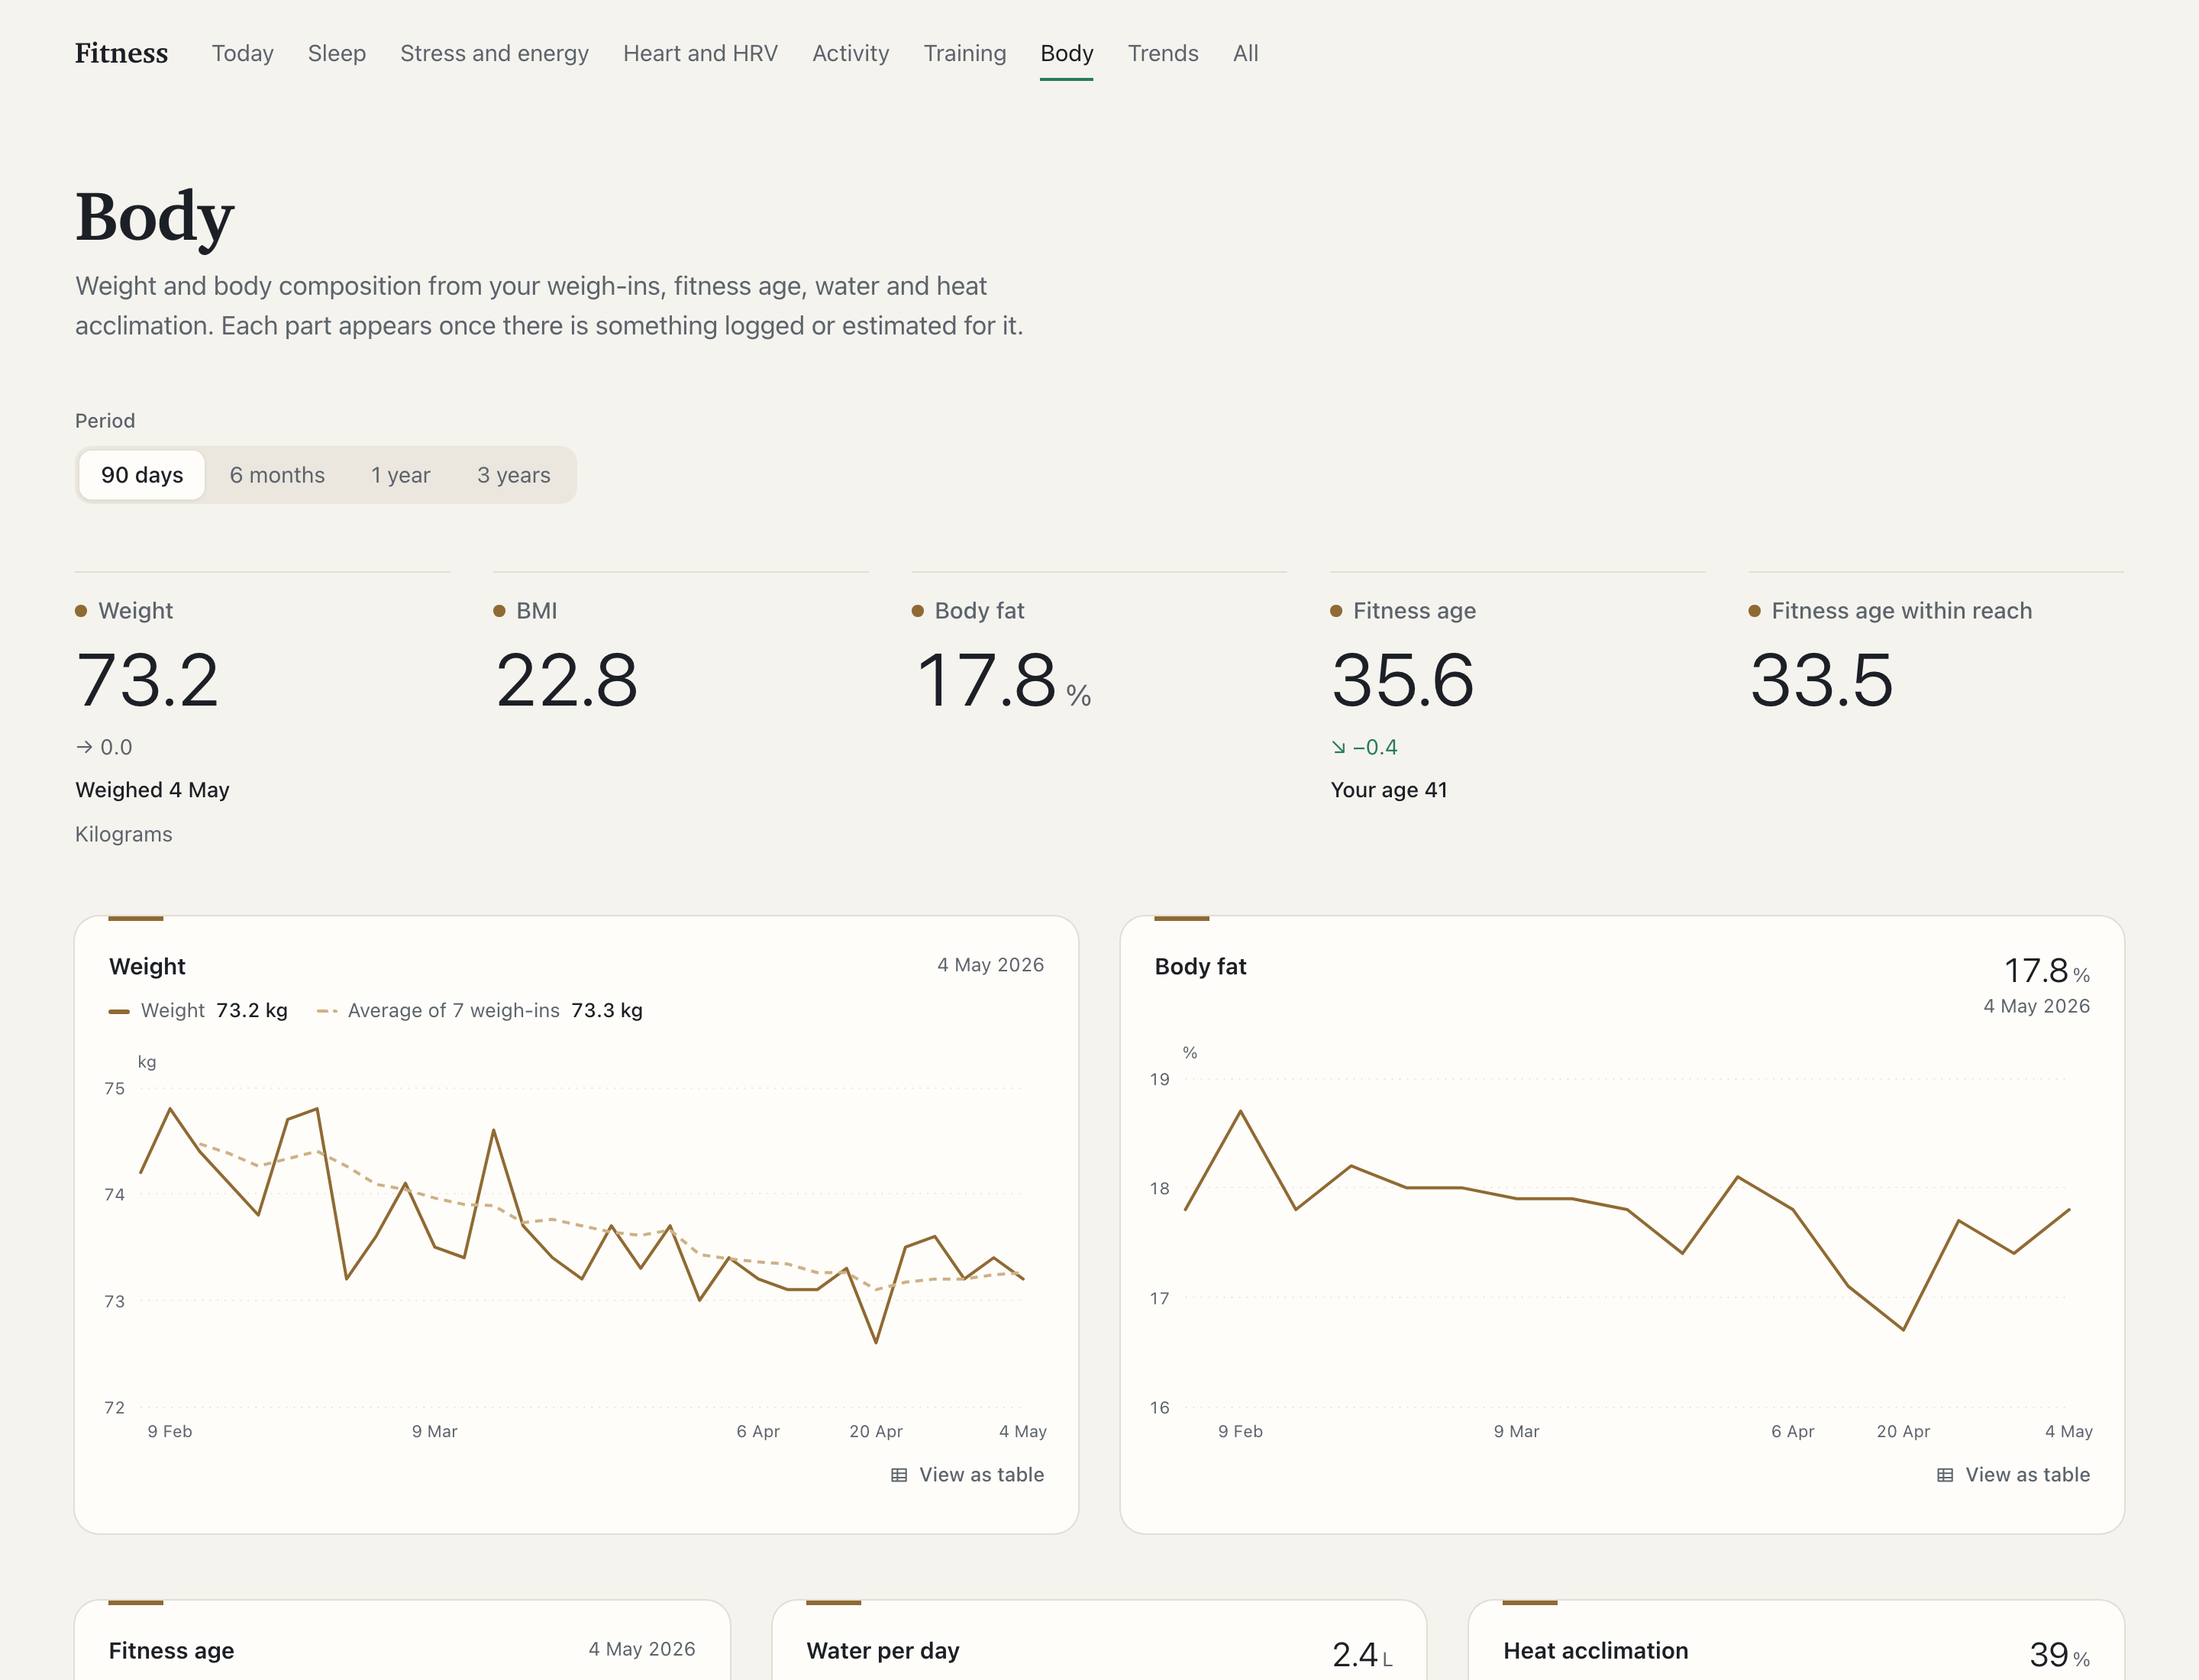 Fitness Today Sleep Stress and energy Heart and HRV Activity Training Body Trends All
Body
Weight and body composition from your weigh-ins, fitness age, water and heat
acclimation. Each part appears once there is something logged or estimated for it.
Period
90 days 6 months 1 year 3 years
Weight
73.2
→ 0.0
Weighed 4 May
Kilograms
BMI
22.8
Body fat
17.8 %
Fitness age
35.6
↘ −0.4
Your age 41
Fitness age within reach
33.5
Weight 4 May 2026
Weight 73.2 kg Average of 7 weigh-ins 73.3 kg
kg
75
74
73
72
9 Feb 9 Mar 6 Apr 20 Apr 4 May
View as table
Body fat 17.8 %
4 May 2026
%
19
18
17
16
9 Feb 9 Mar 6 Apr 20 Apr 4 May
View as table
Fitness age 4 May 2026
Water per day 2.4 L
Heat acclimation 39 %